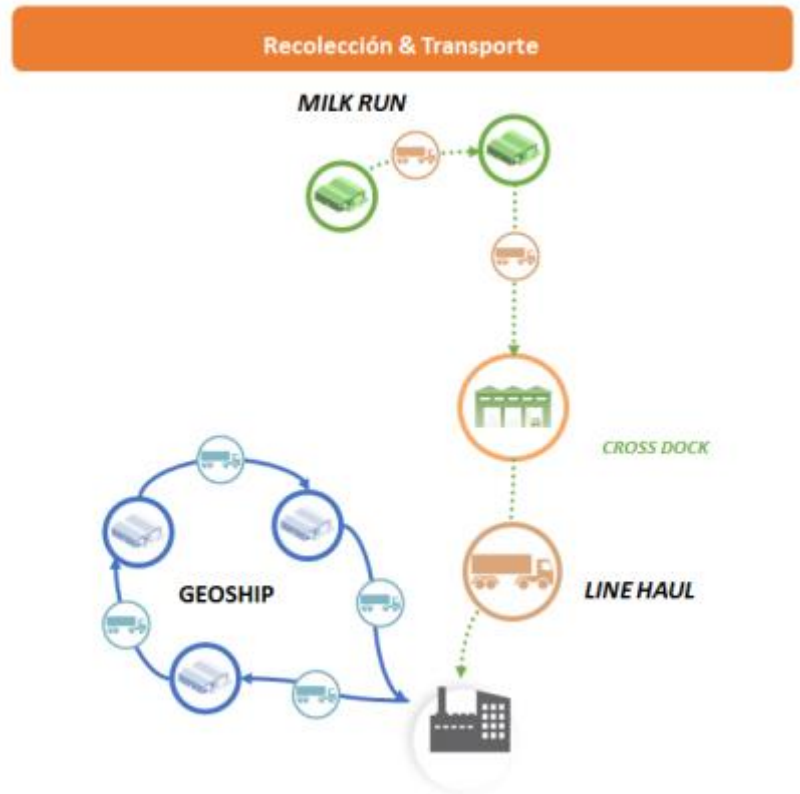 Recolección & Transporte
MILK RUN
CROSS DOCK
GEOSHIP
LINE HAUL